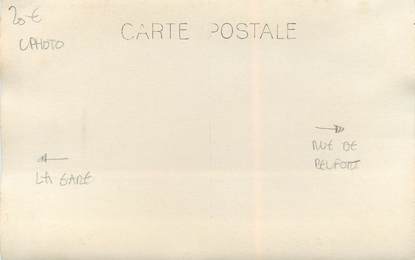 20 €
CARTE POSTALE
CPHOTO
RUE DE
BELFORT
LA GARE